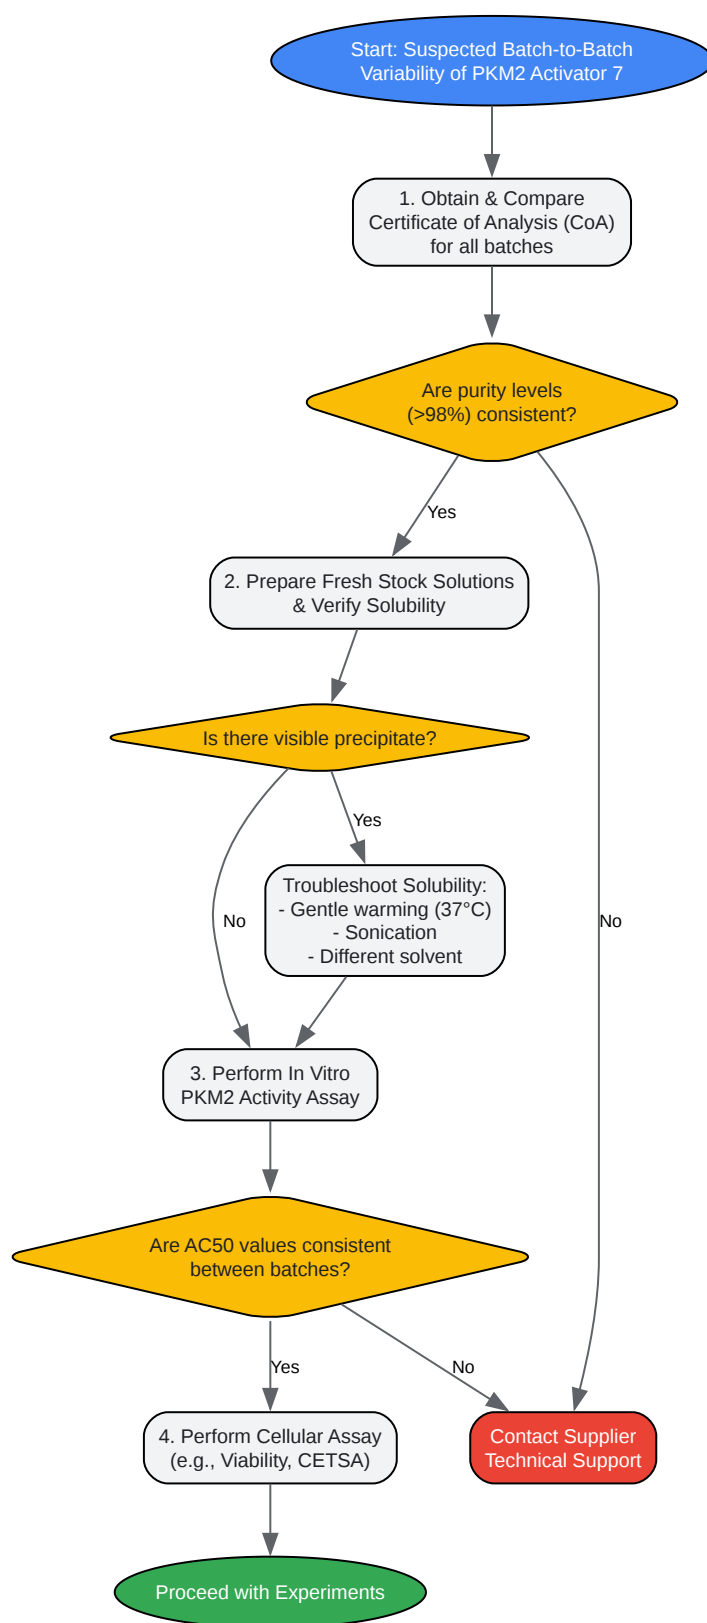 Start: Suspected Batch-to-Batch
Variability of PKM2 Activator 7
1. Obtain & Compare
Certificate of Analysis (CoA)
for all batches
Are purity levels
(>98%) consistent?
Yes
2. Prepare Fresh Stock Solutions
& Verify Solubility
Is there visible precipitate?
Yes
Troubleshoot Solubility:
- Gentle warming (37°C)
- Sonication
- Different solvent
No
No
3. Perform In Vitro
PKM2 Activity Assay
Are AC50 values consistent
between batches?
Yes
No
4. Perform Cellular Assay
(e.g., Viability, CETSA)
Contact Supplier
Technical Support
Proceed with Experiments